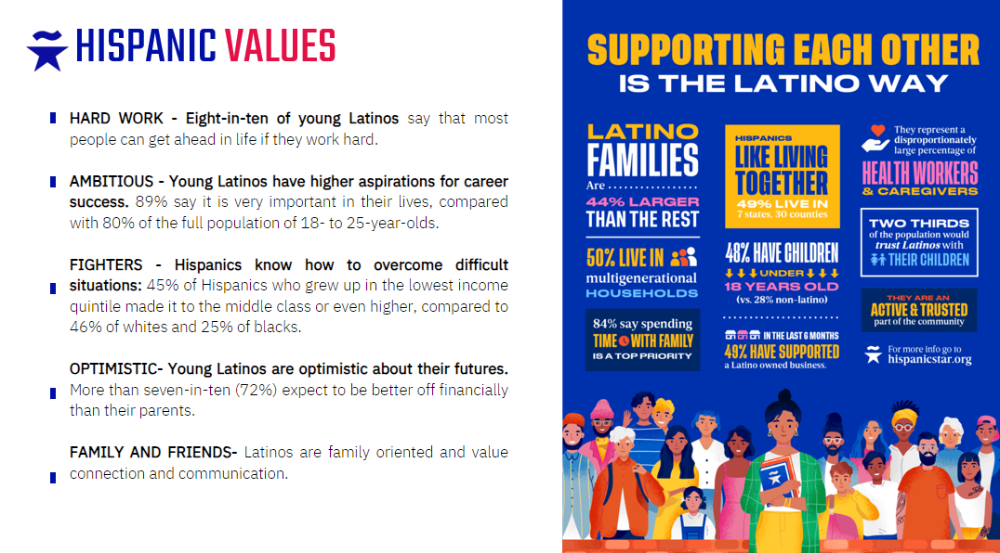 HISPANIC VALUES
HARD WORK - Eight-in-ten of young Latinos say that most
people can get ahead in life if they work hard.
AMBITIOUS - Young Latinos have higher aspirations for career
success. 89% say it is very important in their lives, compared
with 80% of the full population of 18- to 25-year-olds.
FIGHTERS - Hispanics know how to overcome difficult
situations: 45% of Hispanics who grew up in the lowest income
quintile made it to the middle class or even higher, compared to
46% of whites and 25% of blacks.
OPTIMISTIC- Young Latinos are optimistic about their futures.
More than seven-in-ten (72%) expect to be better off financially
than their parents.
FAMILY AND FRIENDS- Latinos are family oriented and value
connection and communication.
SUPPORTING EACH OTHER
IS THE LATINO WAY
LATINO
FAMILIES
Are
44% LARGER
THAN THE REST
50% LIVE IN
multigenerational
HOUSEHOLDS
84% say spending
TIME WITH FAMILY
IS A TOP PRIORITY
HISPANICS
LIKE LIVING
TOGETHER
49% LIVE IN
7 states, 30 counties
48% HAVE CHILDREN
UNDER
18 YEARS OLD
(vs. 28% non-latino)
IN THE LAST 6 MONTHS
49% HAVE SUPPORTED
a Latino owned business.
They represent a
disproportionately
large percentage of
HEALTH WORKERS
& CAREGIVERS
TWO THIRDS
of the population would
trust Latinos with
THEIR CHILDREN
THEY ARE AN
ACTIVE & TRUSTED
part of the community
For more info go to
hispanicstar.org